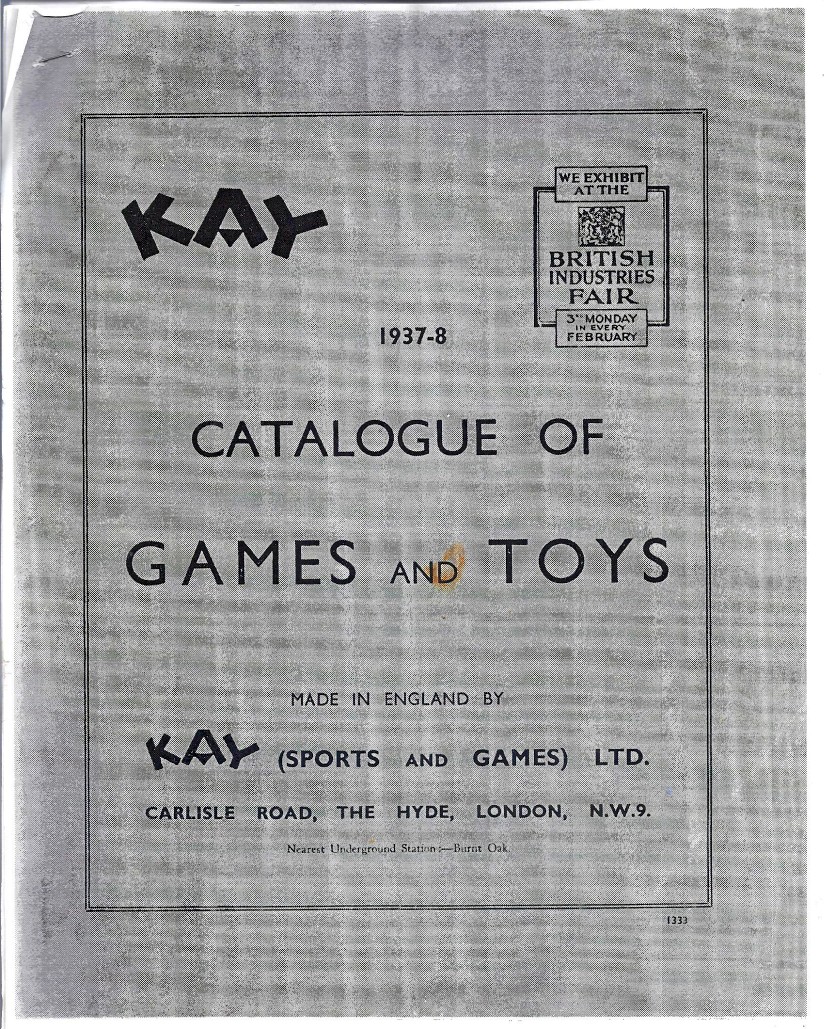 KAY
WE EXHIBIT
AT THE
BRITISH
INDUSTRIES
FAIR
3RD MONDAY
IN EVERY
FEBRUARY
1937-8
CATALOGUE OF
GAMES AND TOYS
MADE IN ENGLAND BY
KAY (SPORTS AND GAMES) LTD.
CARLISLE ROAD, THE HYDE, LONDON, N.W.9.
Nearest Underground Station:—Burnt Oak.
1333